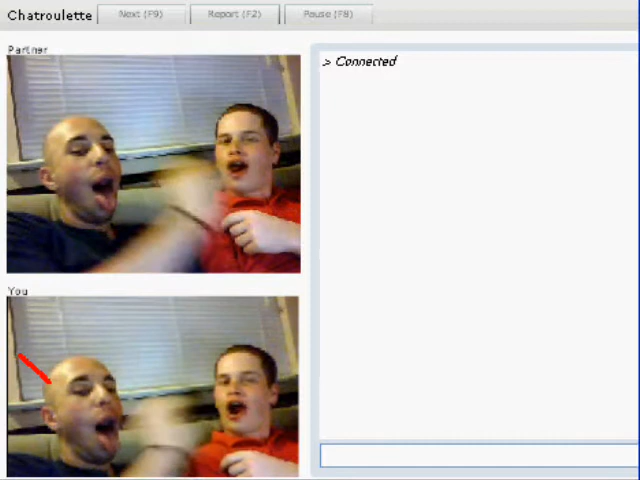 Chatroulette
Next (F9)
Report (F2)
Pause (F8)
Partner
> Connected
You